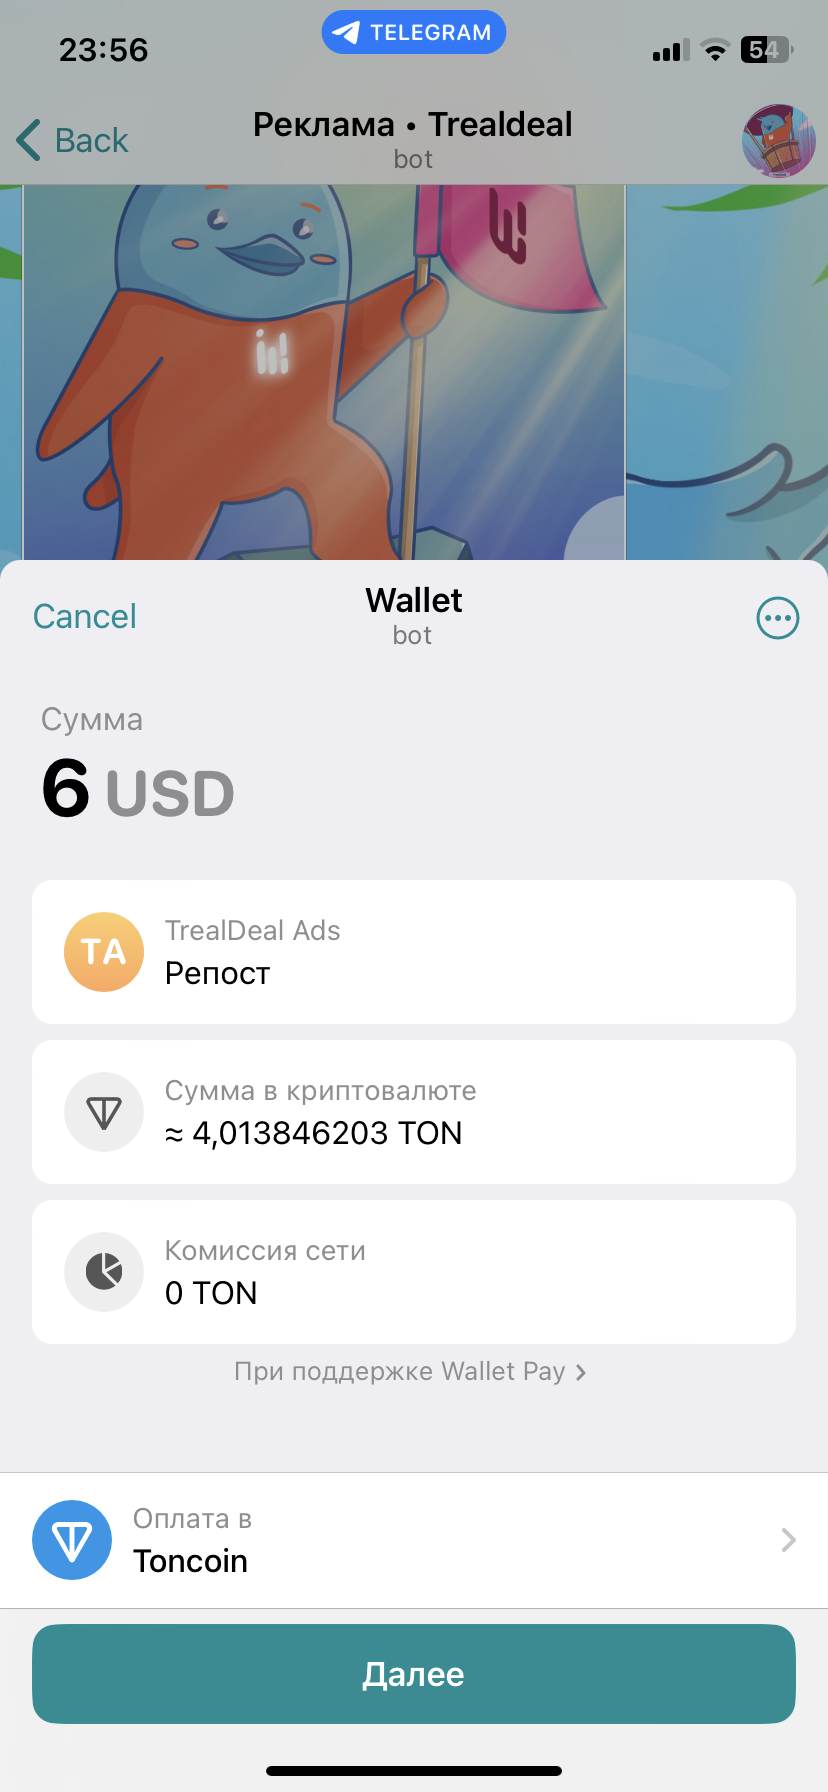 23:56
TELEGRAM
54
Back
Реклама • Trealdeal
bot
Cancel
Wallet
bot
Сумма
6 USD
TA
TrealDeal Ads
Репост
Сумма в криптовалюте
≈ 4,013846203 TON
Комиссия сети
0 TON
При поддержке Wallet Pay
Оплата в
Toncoin
Далее